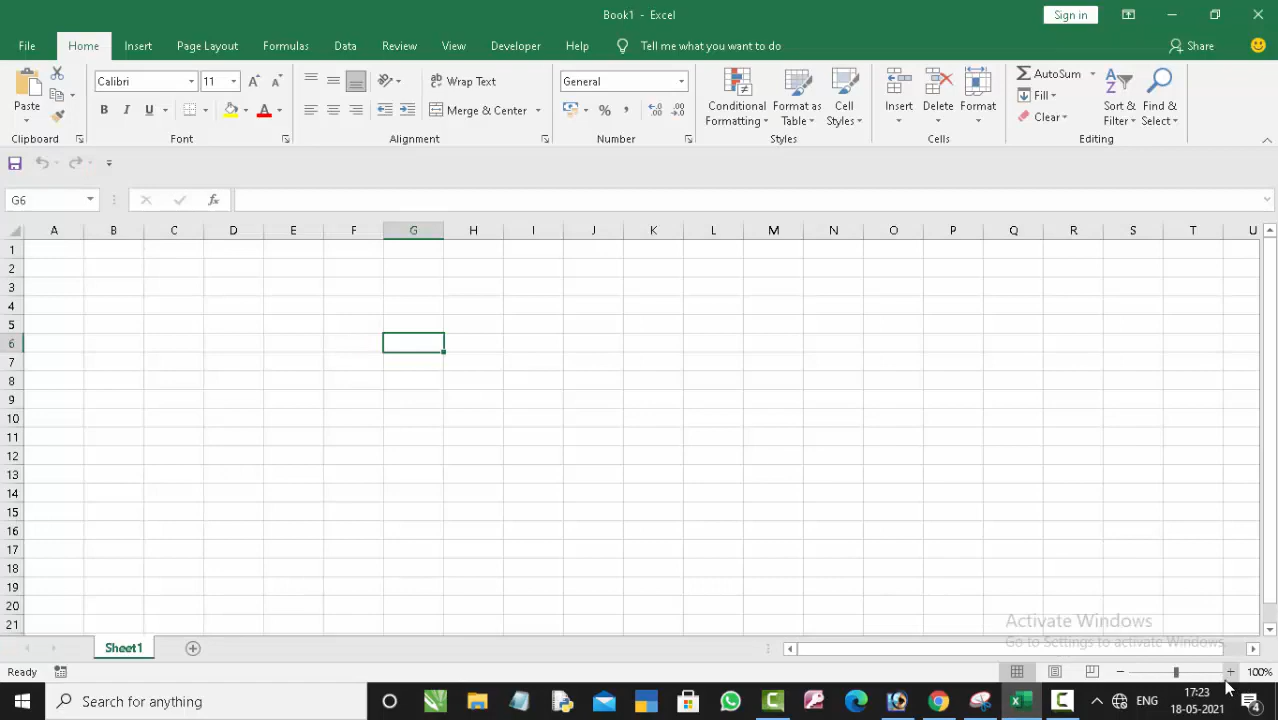 Book1 - Excel
Sign in
File Home Insert Page Layout Formulas Data Review View Developer Help Tell me what you want to do Share
Paste
Calibri 11
B I U
Wrap Text
Merge & Center
General
%
,
Conditional Formatting
Format as Table
Cell Styles
Insert Delete Format
AutoSum
Fill
Clear
Sort & Filter
Find & Select
Clipboard Font Alignment Number Styles Cells Editing
G6
fx
A B C D E F G H I J K L M N O P Q R S T U
1
2
3
4
5
6
7
8
9
10
11
12
13
14
15
16
17
18
19
20
21
Activate Windows
Go to Settings to activate Windows.
Sheet1
Ready
100%
Search for anything
ENG
17:23
18-05-2021
4